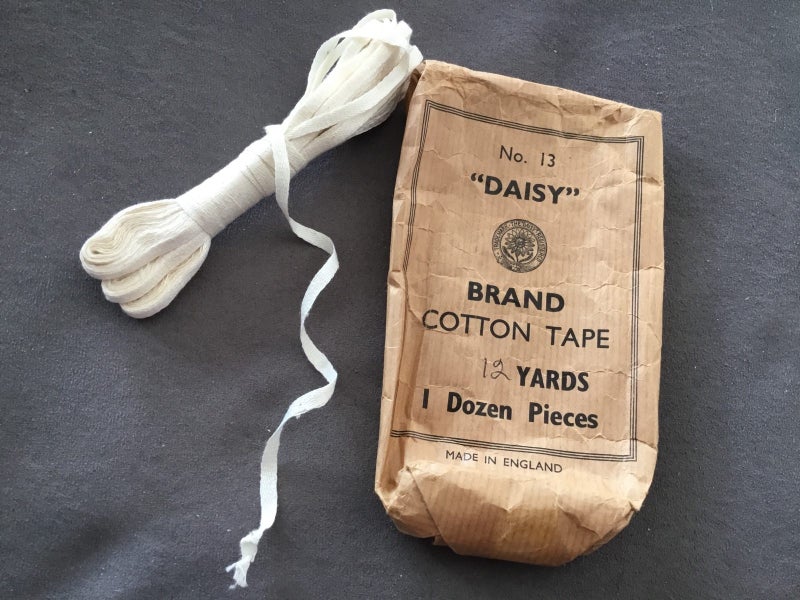 No. 13
“DAISY”
BRAND
COTTON TAPE
12 YARDS
1 Dozen Pieces
MADE IN ENGLAND